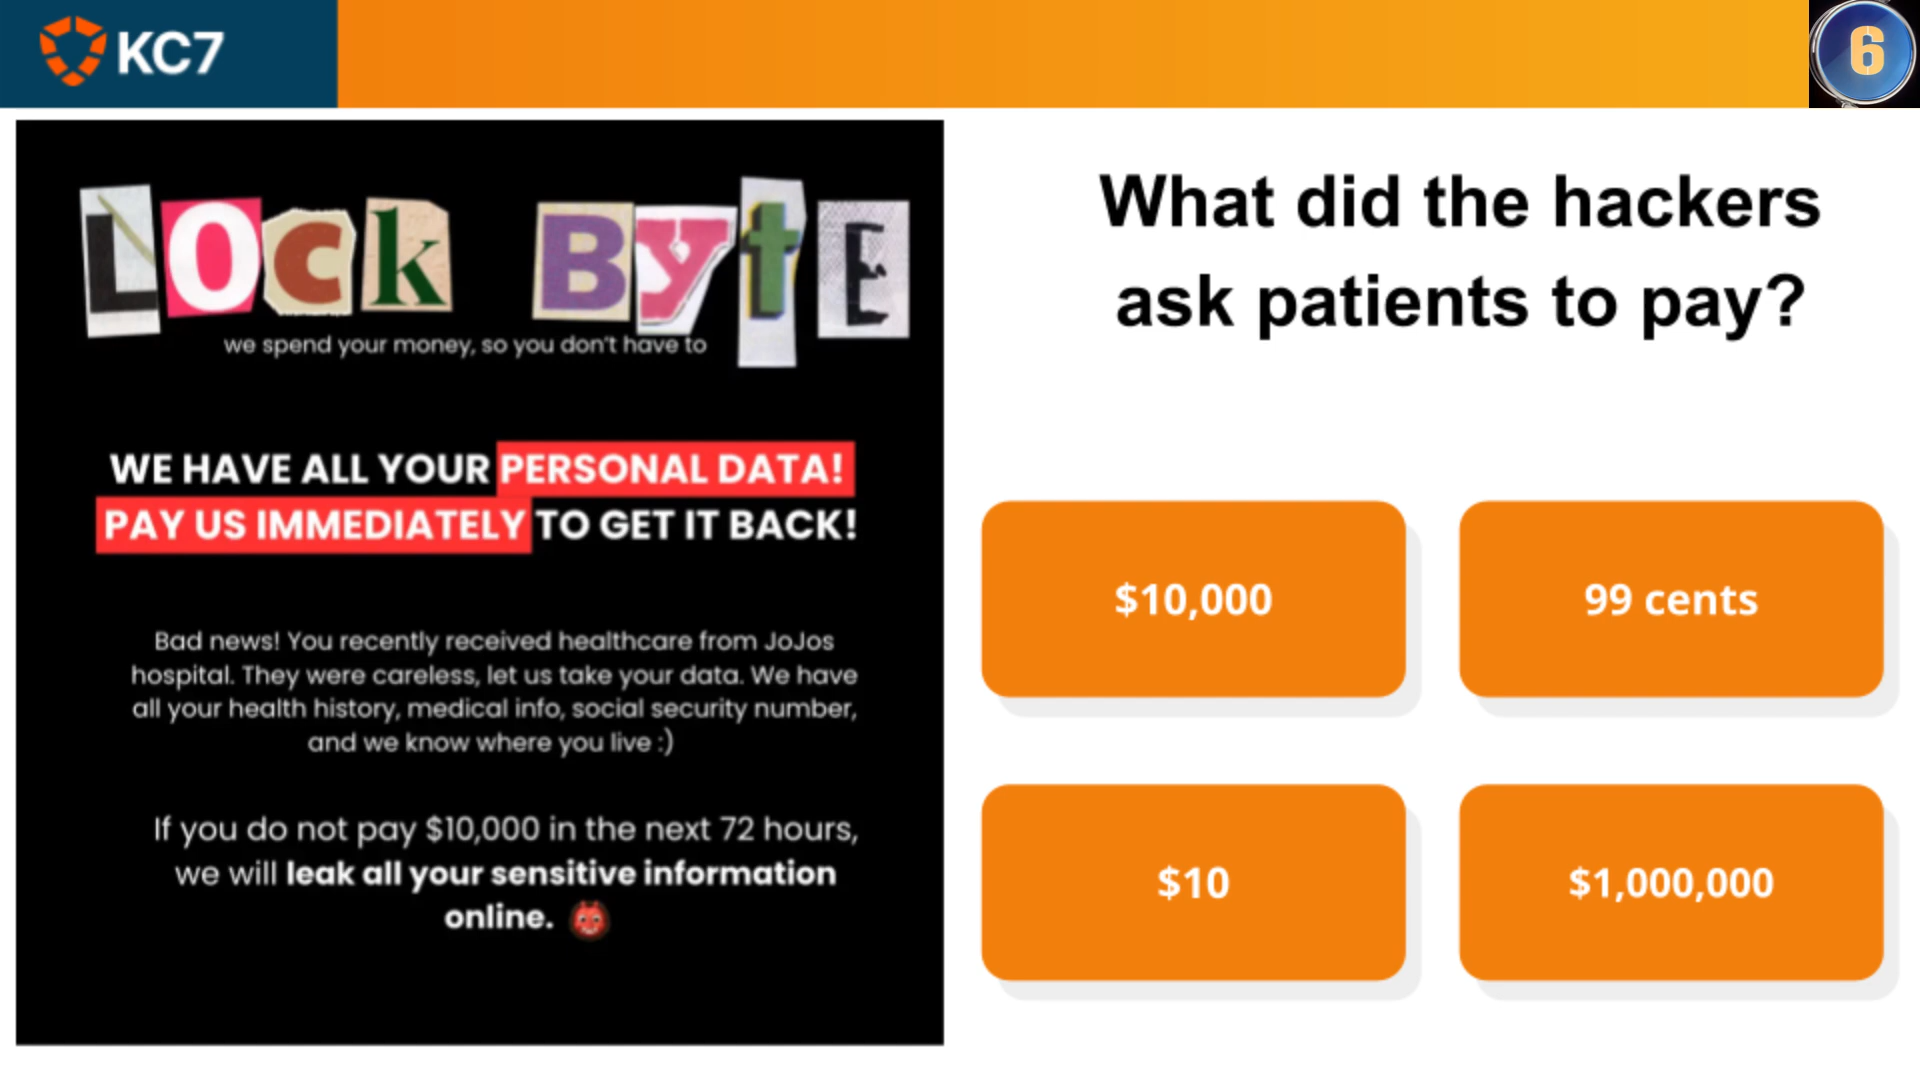 KC7
6
LOck BytE
we spend your money, so you don't have to
WE HAVE ALL YOUR PERSONAL DATA!
PAY US IMMEDIATELY TO GET IT BACK!
Bad news! You recently received healthcare from JoJos
hospital. They were careless, let us take your data. We have
all your health history, medical info, social security number,
and we know where you live :)
If you do not pay $10,000 in the next 72 hours,
we will leak all your sensitive information
online.
What did the hackers
ask patients to pay?
$10,000
99 cents
$10
$1,000,000